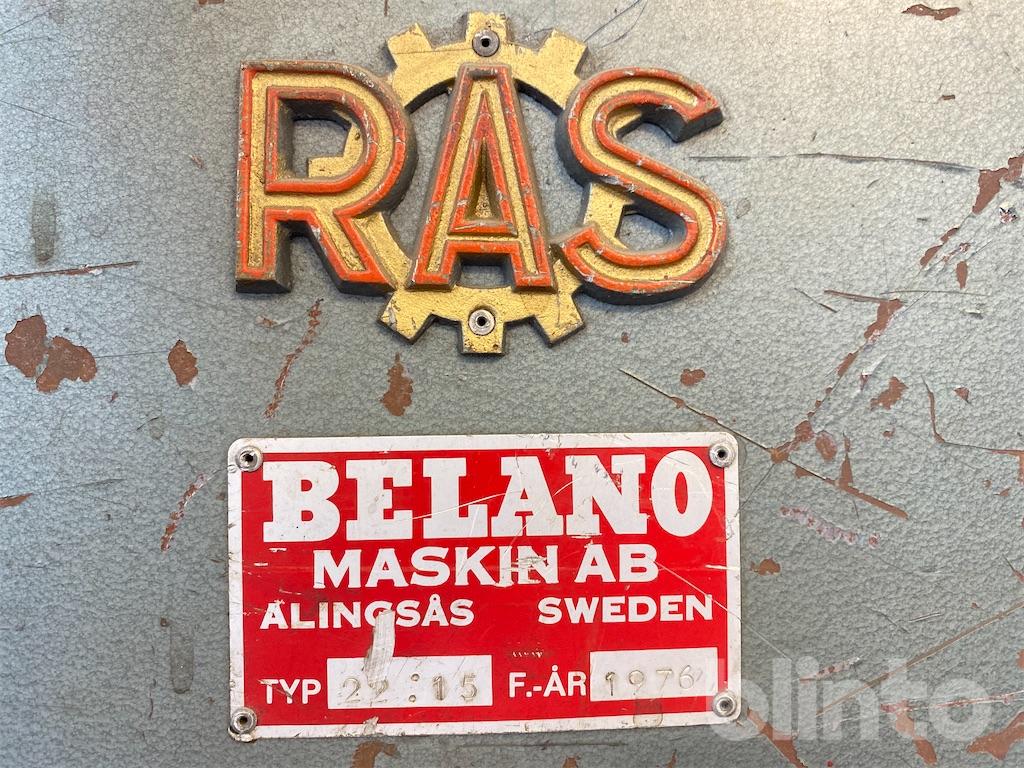 RAS
BELANO
MASKIN AB
ALINGSÅS SWEDEN
TYP 22:15 F.-ÅR 1976
blinto